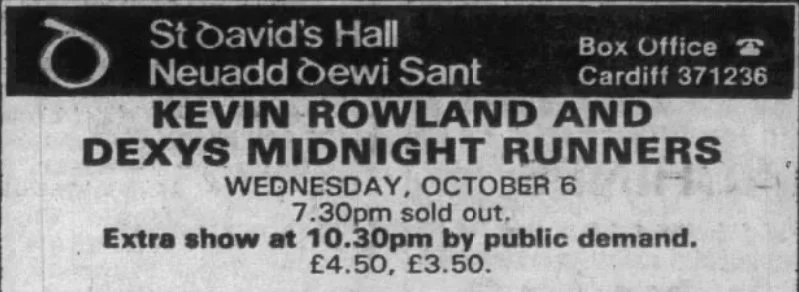 St David's Hall
Neuadd Dewi Sant
Box Office ☎
Cardiff 371236
KEVIN ROWLAND AND
DEXYS MIDNIGHT RUNNERS
WEDNESDAY, OCTOBER 6
7.30pm sold out.
Extra show at 10.30pm by public demand.
£4.50, £3.50.